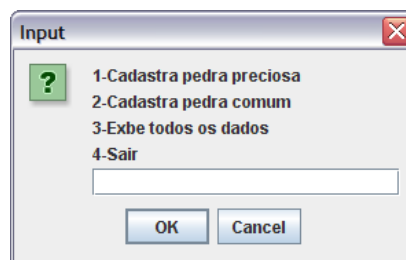 Input
?
1-Cadastra pedra preciosa
2-Cadastra pedra comum
3-Exbe todos os dados
4-Sair
OK Cancel